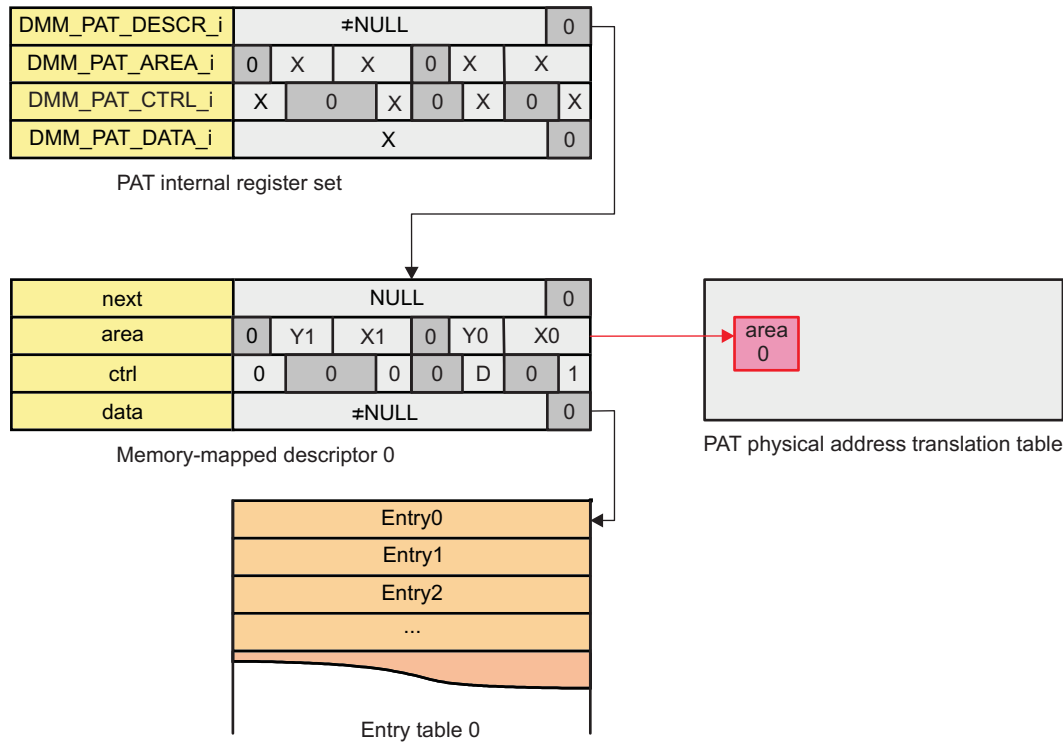 DMM_PAT_DESCR_i ≠NULL 0
DMM_PAT_AREA_i 0 X X 0 X X
DMM_PAT_CTRL_i X 0 X 0 X 0 X
DMM_PAT_DATA_i X 0
PAT internal register set
next NULL 0
area 0 Y1 X1 0 Y0 X0
ctrl 0 0 0 0 D 0 1
data ≠NULL 0
Memory-mapped descriptor 0
area
0
PAT physical address translation table
Entry0
Entry1
Entry2
...
Entry table 0